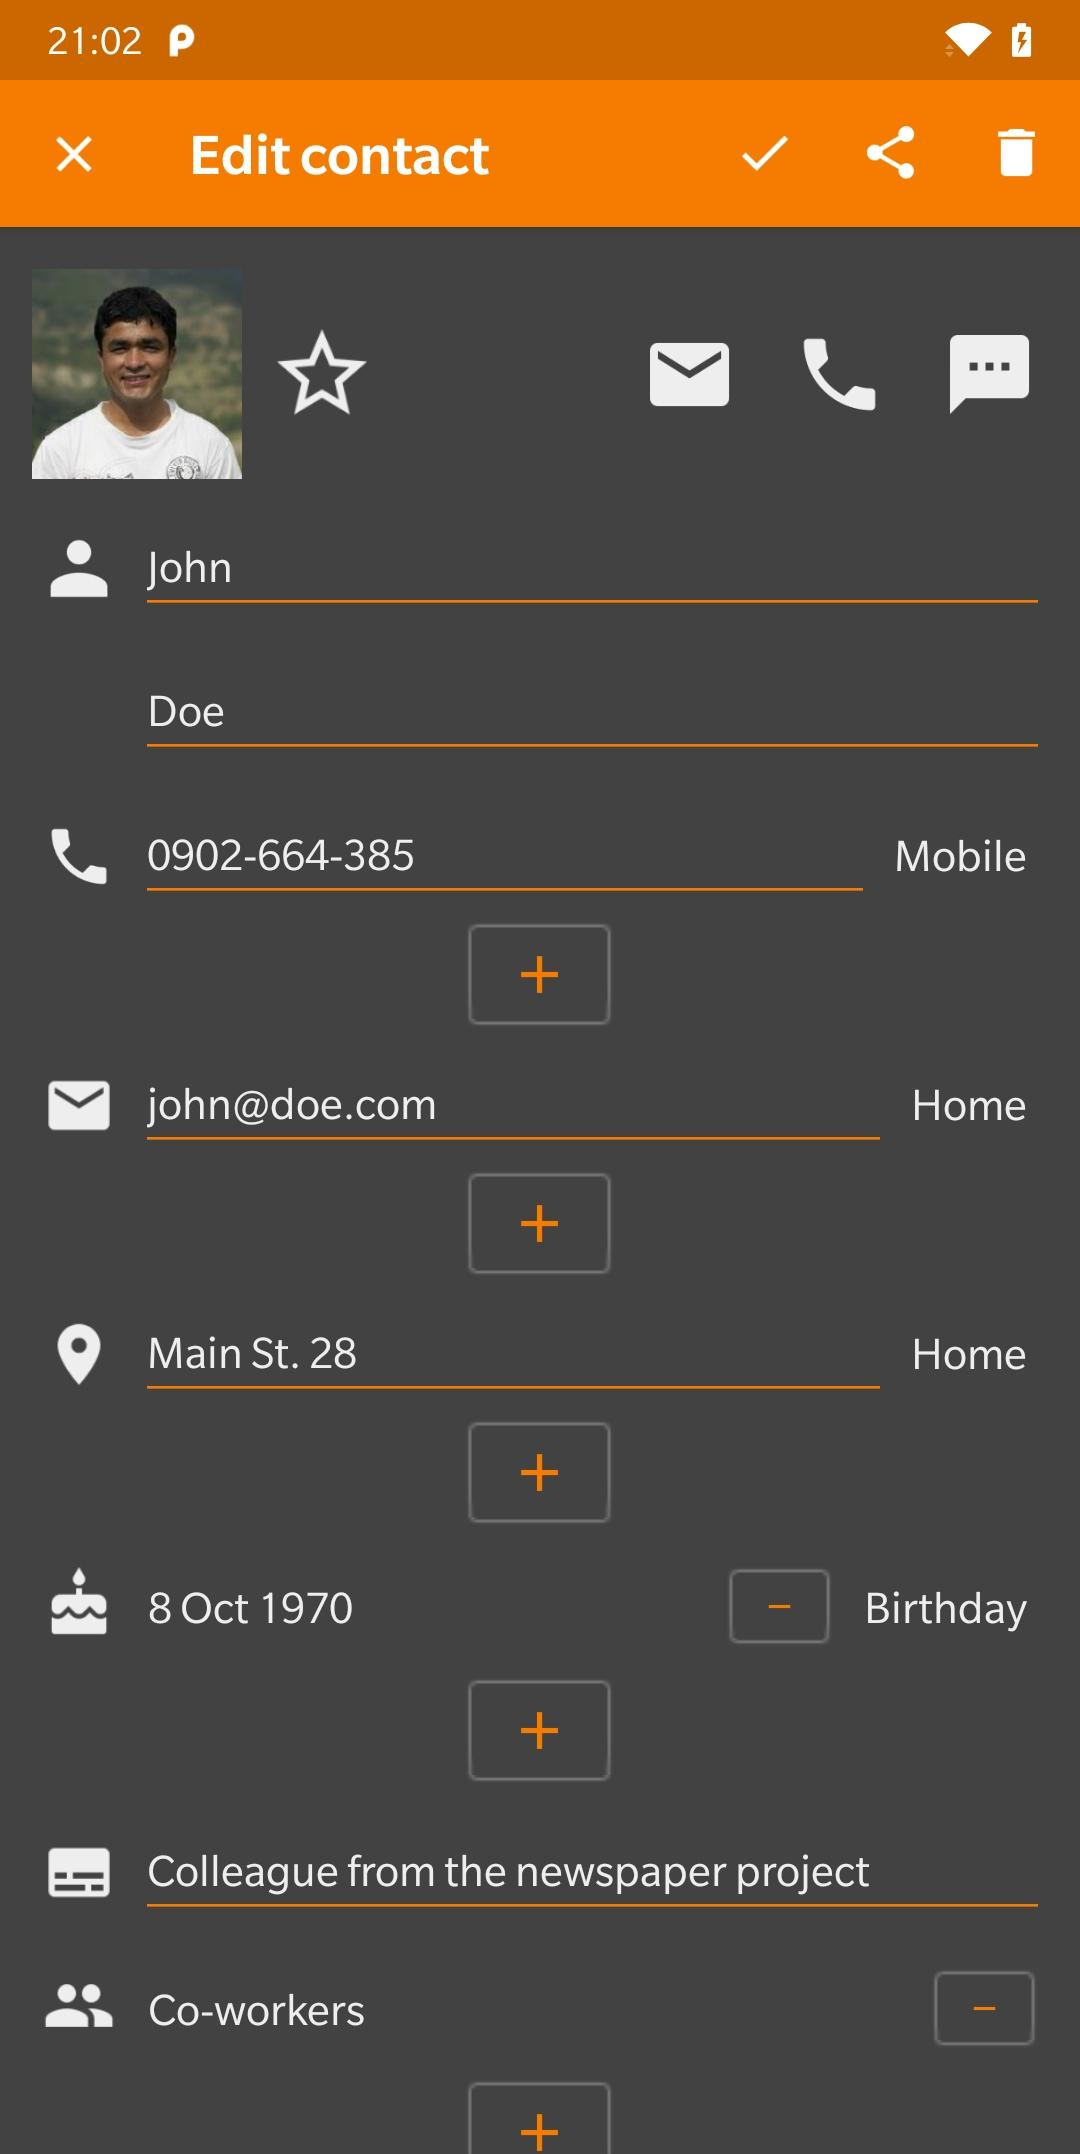 21:02
Edit contact
John
Doe
0902-664-385 Mobile
john@doe.com Home
Main St. 28 Home
8 Oct 1970 Birthday
Colleague from the newspaper project
Co-workers